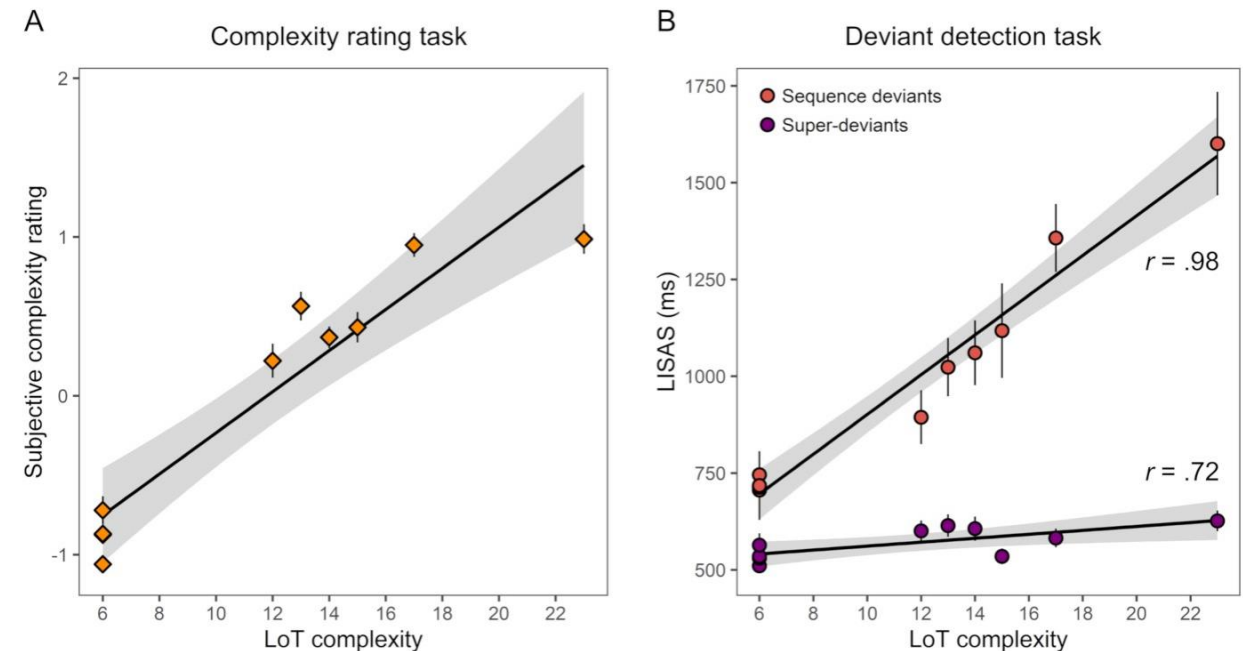 A
Complexity rating task
Subjective complexity rating
2
1
0
-1
6 8 10 12 14 16 18 20 22
LoT complexity
B
Deviant detection task
Sequence deviants
Super-deviants
LISAS (ms)
1750
1500
1250
1000
750
500
r = .98
r = .72
6 8 10 12 14 16 18 20 22
LoT complexity